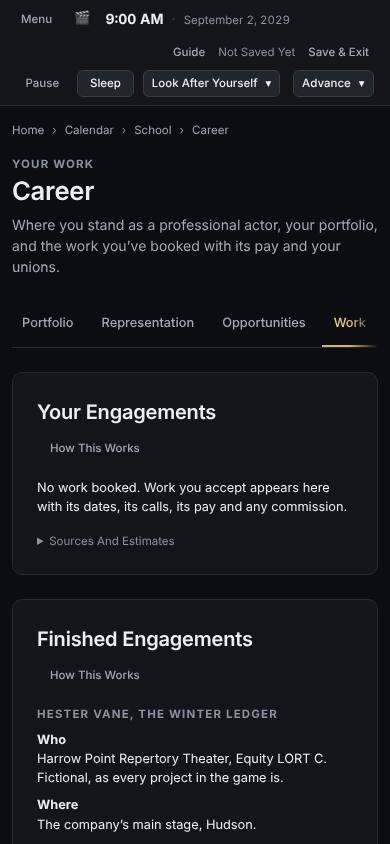 Menu 🎬 9:00 AM · September 2, 2029
Guide Not Saved Yet Save & Exit
Pause Sleep Look After Yourself ▾ Advance ▾
Home › Calendar › School › Career
YOUR WORK
Career
Where you stand as a professional actor, your portfolio,
and the work you’ve booked with its pay and your
unions.
Portfolio Representation Opportunities Work
Your Engagements
How This Works
No work booked. Work you accept appears here
with its dates, its calls, its pay and any commission.
▶ Sources And Estimates
Finished Engagements
How This Works
HESTER VANE, THE WINTER LEDGER
Who
Harrow Point Repertory Theater, Equity LORT C.
Fictional, as every project in the game is.
Where
The company’s main stage, Hudson.